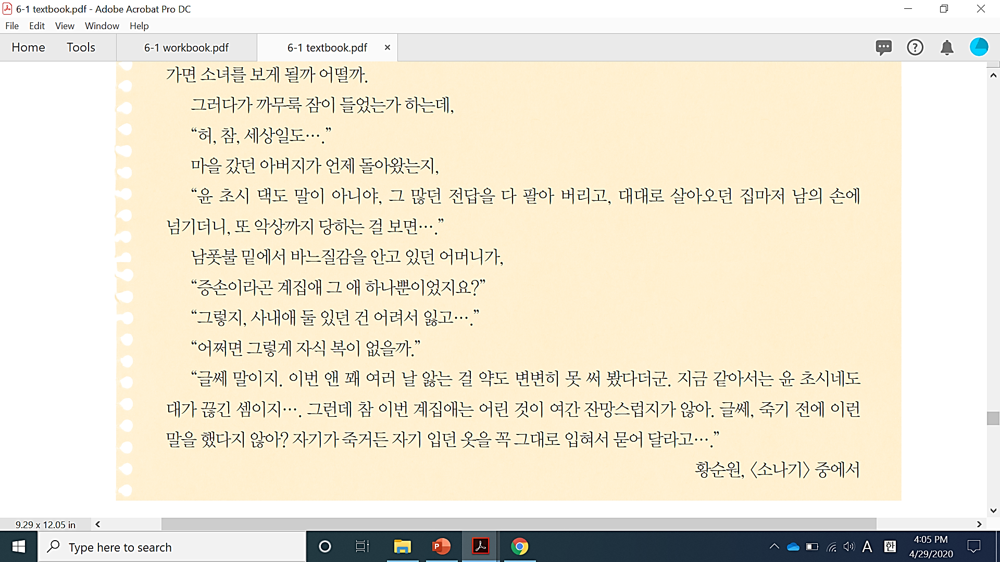 6-1 textbook.pdf - Adobe Acrobat Pro DC
File Edit View Window Help
Home Tools 6-1 workbook.pdf 6-1 textbook.pdf ×
가면 소녀를 보게 될까 어떨까.
그러다가 까무룩 잠이 들었는가 하는데,
“허, 참, 세상일도….”
마을 갔던 아버지가 언제 돌아왔는지,
“윤 초시 댁도 말이 아니야, 그 많던 전답을 다 팔아 버리고, 대대로 살아오던 집마저 남의 손에
넘기더니, 또 악상까지 당하는 걸 보면….”
남폿불 밑에서 바느질감을 안고 있던 어머니가,
“증손이라곤 계집애 그 애 하나뿐이었지요?”
“그렇지, 사내애 둘 있던 건 어려서 잃고….”
“어쩌면 그렇게 자식 복이 없을까.”
“글쎄 말이지. 이번 앤 꽤 여러 날 앓는 걸 약도 변변히 못 써 봤다더군. 지금 같아서는 윤 초시네도
대가 끊긴 셈이지…. 그런데 참 이번 계집애는 어린 것이 여간 잔망스럽지가 않아. 글쎄, 죽기 전에 이런
말을 했다지 않아? 자기가 죽거든 자기 입던 옷을 꼭 그대로 입혀서 묻어 달라고….”
황순원, 〈소나기〉 중에서
9.29 x 12.05 in
Type here to search
A 한 4:05 PM
4/29/2020